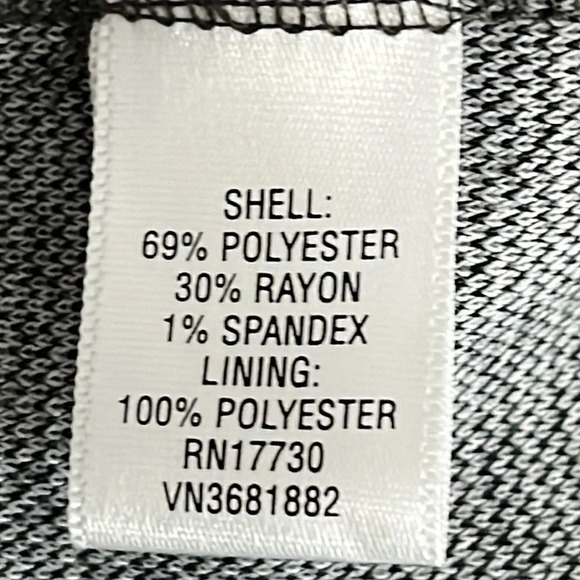 SHELL:
69% POLYESTER
30% RAYON
1% SPANDEX
LINING:
100% POLYESTER
RN17730
VN3681882